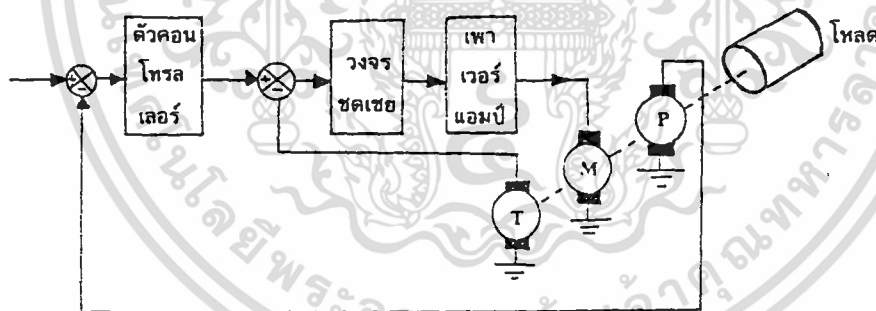 ตัวคอน
โทรล
เลอร์
วงจร
ชดเชย
เพา
เวอร์
แอมป์
โหลด
P
M
T